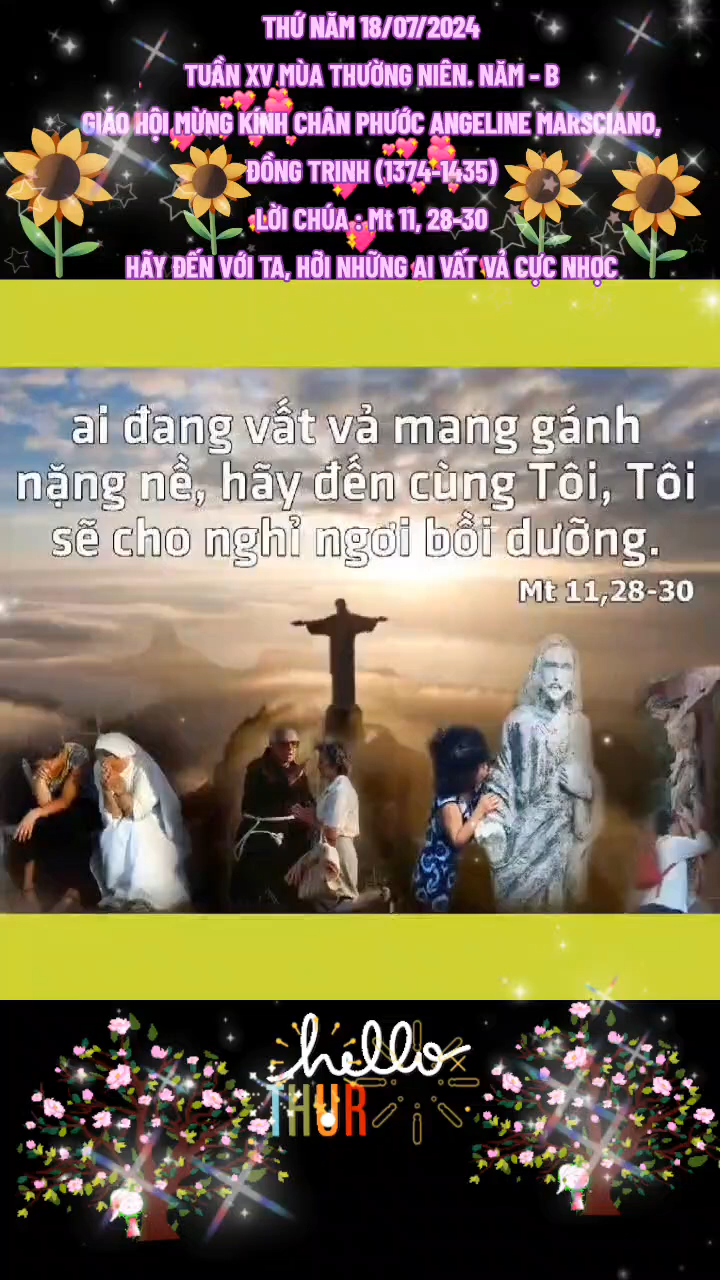 THỨ NĂM 18/07/2024
TUẦN XV MÙA THƯỜNG NIÊN. NĂM - B
GIÁO HỘI MỪNG KÍNH CHÂN PHƯỚC ANGELINE MARSCIANO,
ĐỒNG TRINH (1374-1435)
LỜI CHÚA : Mt 11, 28-30
HÃY ĐẾN VỚI TA, HỠI NHỮNG AI VẤT VẢ CỰC NHỌC
ai đang vất vả mang gánh
nặng nề, hãy đến cùng Tôi, Tôi
sẽ cho nghỉ ngơi bồi dưỡng.
Mt 11,28-30
hello
THUR